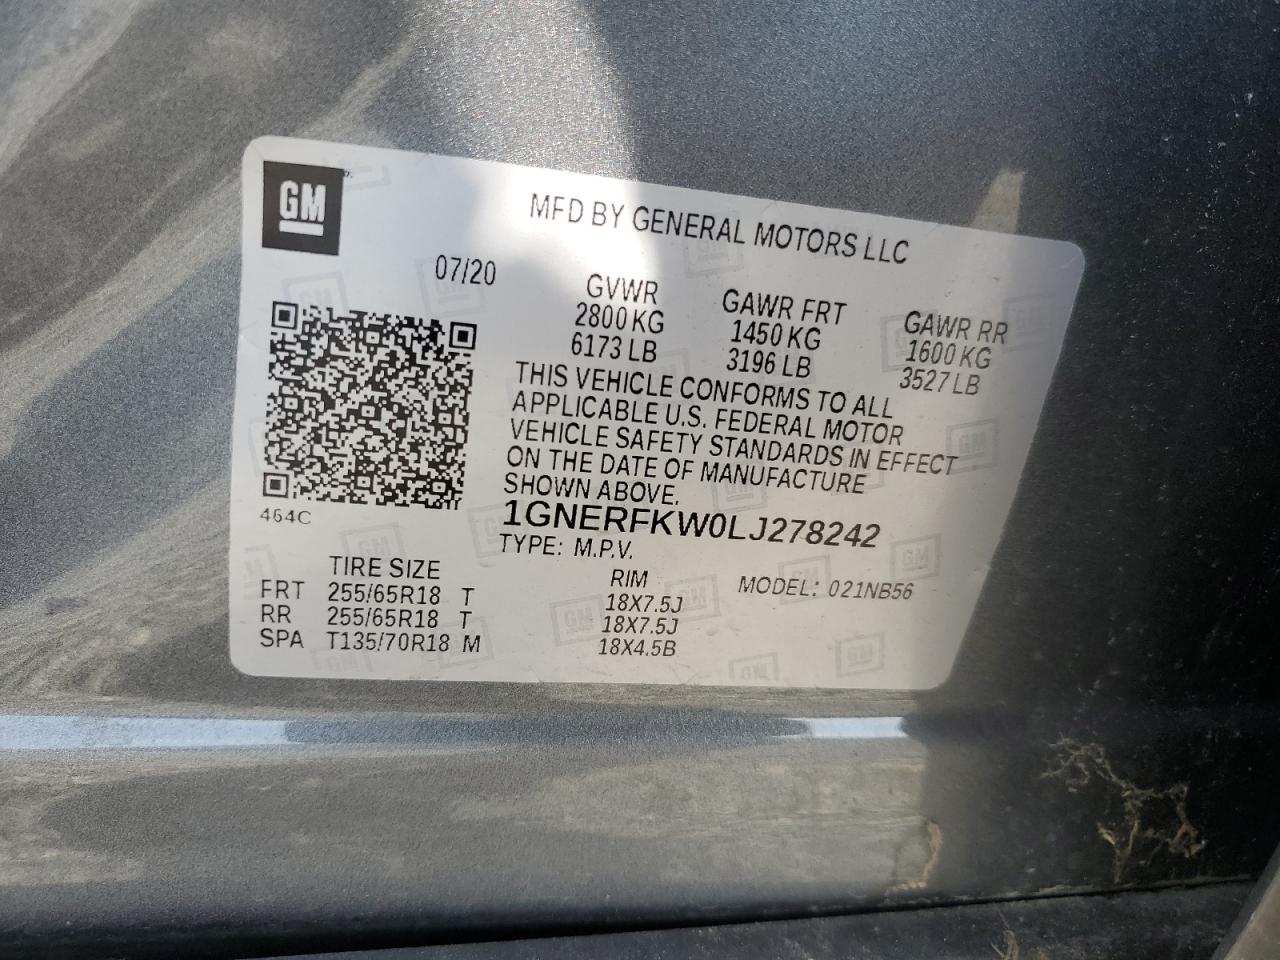 GM
MFD BY GENERAL MOTORS LLC
07/20
GVWR
2800 KG
6173 LB
GAWR FRT
1450 KG
3196 LB
GAWR RR
1600 KG
3527 LB
THIS VEHICLE CONFORMS TO ALL
APPLICABLE U.S. FEDERAL MOTOR
VEHICLE SAFETY STANDARDS IN EFFECT
ON THE DATE OF MANUFACTURE
SHOWN ABOVE.
464C
1GNERFKW0LJ278242
TYPE: M.P.V.
MODEL: 021NB56
TIRE SIZE RIM
FRT 255/65R18 T 18X7.5J
RR 255/65R18 T 18X7.5J
SPA T135/70R18 M 18X4.5B